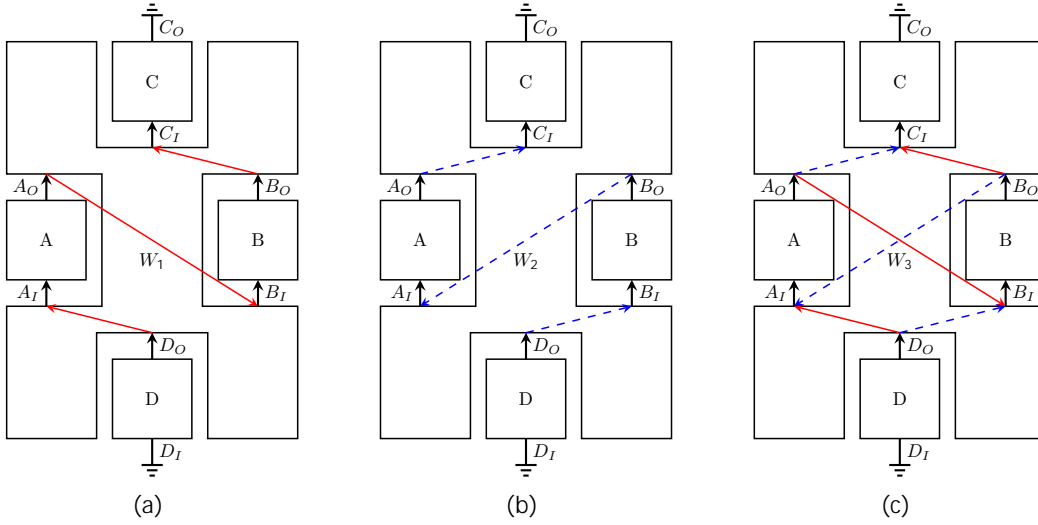 C_O C_O C_O
C C C
C_I C_I C_I
A_O B_O A_O B_O A_O B_O
A B A B A B
W_1 W_2 W_3
A_I B_I A_I B_I A_I B_I
D_O D_O D_O
D D D
D_I D_I D_I
(a) (b) (c)